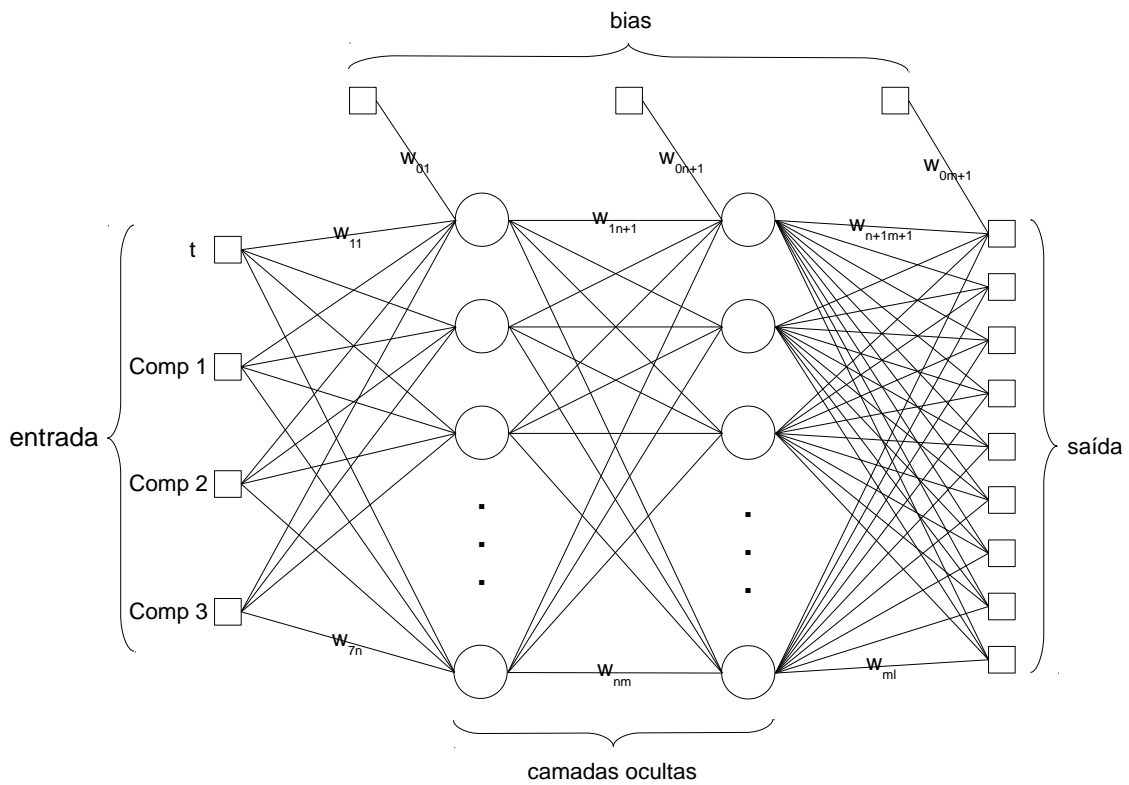 bias
w01
w0n+1
w0m+1
t
w11
w1n+1
wn+1m+1
Comp 1
entrada
saída
Comp 2
Comp 3
w7n
wnm
wml
camadas ocultas